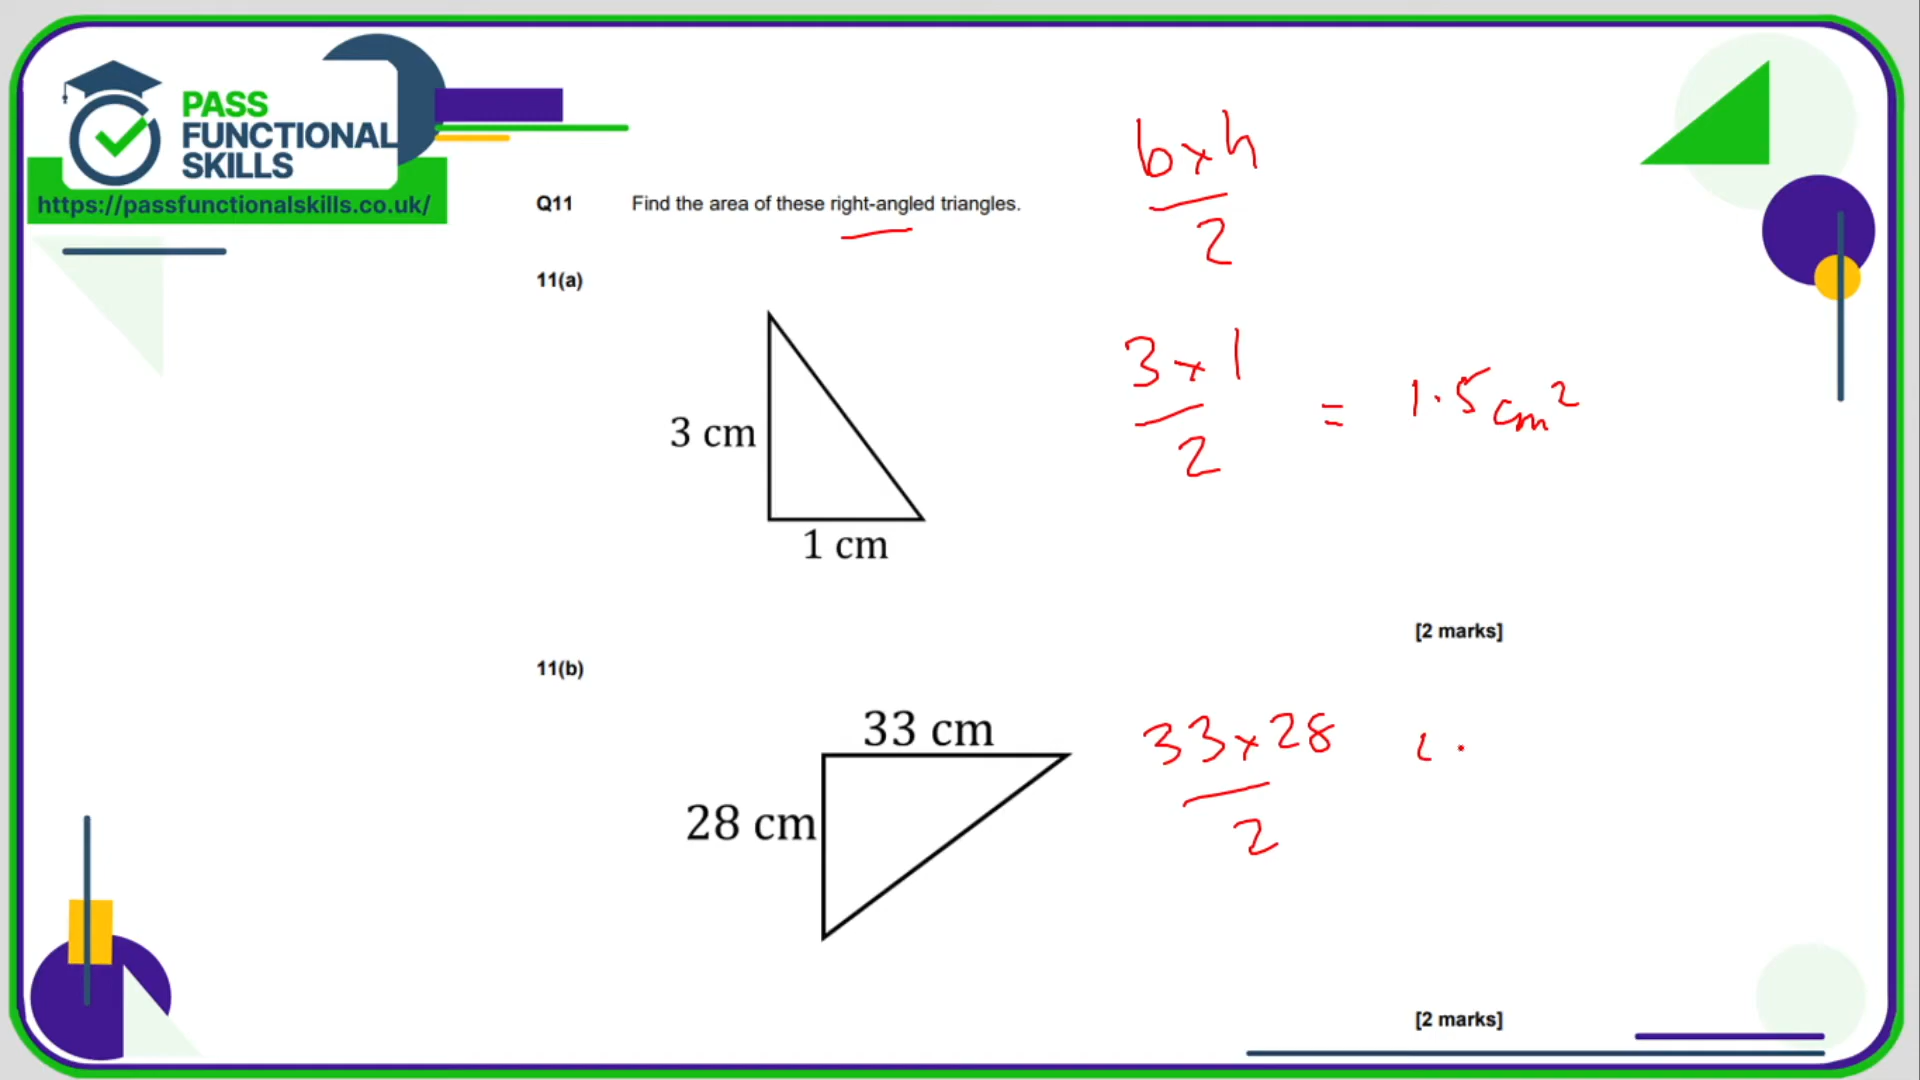 PASS
FUNCTIONAL
SKILLS
https://passfunctionalskills.co.uk/
Q11 Find the area of these right-angled triangles.
b×h
2
11(a)
3 cm
1 cm
3×1
2
= 1.5cm²
[2 marks]
11(b)
33 cm
28 cm
33×28
2
[2 marks]